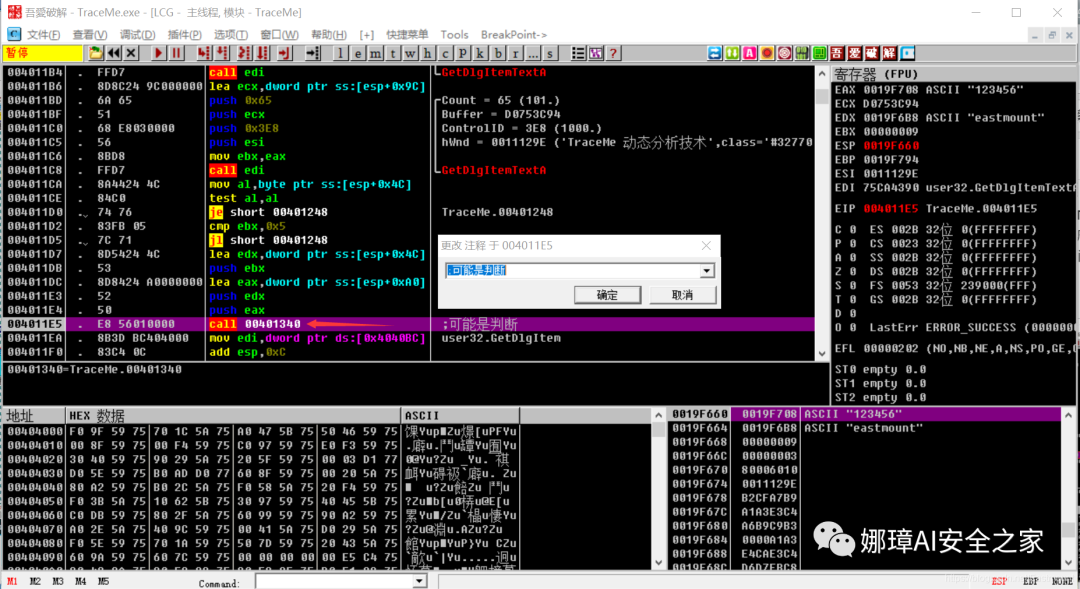 吾愛破解 - TraceMe.exe - [LCG - 主线程, 模块 - TraceMe]
文件(F) 查看(V) 调试(D) 插件(P) 选项(T) 窗口(W) 帮助(H) [+] 快捷菜单 Tools BreakPoint->
暂停 l e m t w h c p k b r ... s ? 吾 爱 破 解
004011B4 . FFD7 call edi GetDlgItemTextA
004011B6 . 8D8C24 9C000000 lea ecx,dword ptr ss:[esp+0x9C]
004011BD . 6A 65 push 0x65 Count = 65 (101.)
004011BF . 51 push ecx Buffer = D0753C94
004011C0 . 68 E8030000 push 0x3E8 ControlID = 3E8 (1000.)
004011C5 . 56 push esi hWnd = 0011129E ('TraceMe 动态分析技术',class='#32770
004011C6 . 8BD8 mov ebx,eax
004011C8 . FFD7 call edi GetDlgItemTextA
004011CA . 8A4424 4C mov al,byte ptr ss:[esp+0x4C]
004011CE . 84C0 test al,al
004011D0 . 74 76 je short 00401248 TraceMe.00401248
004011D2 . 83FB 05 cmp ebx,0x5
004011D5 . 7C 71 jl short 00401248
004011D7 . 8D5424 4C lea edx,dword ptr ss:[esp+0x4C]
004011DB . 53 push ebx
004011DC . 8D8424 A0000000 lea eax,dword ptr ss:[esp+0xA0]
004011E3 . 52 push edx
004011E4 . 50 push eax
004011E5 . E8 56010000 call 00401340 ;可能是判断
004011EA . 8B3D BC404000 mov edi,dword ptr ds:[0x4040BC] user32.GetDlgItem
004011F0 . 83C4 0C add esp,0xC
00401340=TraceMe.00401340
更改 注释 于 004011E5
;可能是判断
确定 取消
寄存器 (FPU)
EAX 0019F708 ASCII "123456"
ECX D0753C94
EDX 0019F6B8 ASCII "eastmount"
EBX 00000009
ESP 0019F660
EBP 0019F794
ESI 0011129E
EDI 75CA4390 user32.GetDlgItemTextA
EIP 004011E5 TraceMe.004011E5
C 0 ES 002B 32位 0(FFFFFFFF)
P 0 CS 0023 32位 0(FFFFFFFF)
A 0 SS 002B 32位 0(FFFFFFFF)
Z 0 DS 002B 32位 0(FFFFFFFF)
S 0 FS 0053 32位 239000(FFF)
T 0 GS 002B 32位 0(FFFFFFFF)
D 0
O 0 LastErr ERROR_SUCCESS (0000000
EFL 00000202 (NO,NB,NE,A,NS,PO,GE,G
ST0 empty 0.0
ST1 empty 0.0
ST2 empty 0.0
地址 HEX 数据 ASCII
00404000 F0 9F 59 75 70 1C 5A 75 A0 47 5B 75 50 46 59 75
00404010 00 8F 59 75 00 F4 59 75 C0 97 59 75 E0 F3 59 75
00404020 30 40 59 75 90 29 5A 75 20 5F 59 75 00 03 D1 77
00404030 D0 5E 59 75 B0 AD D0 77 60 8F 59 75 00 20 5A 75
00404040 80 A2 59 75 B0 2C 5A 75 F0 58 5A 75 20 F4 59 75
00404050 F0 3B 5A 75 10 62 5B 75 30 97 59 75 40 45 5B 75
00404060 C0 DB 59 75 80 2F 5A 75 60 99 59 75 90 A2 59 75
00404070 A0 2E 5A 75 40 9C 59 75 00 41 5A 75 D0 29 5A 75
00404080 F0 5E 59 75 70 1A 59 75 50 7D 59 75 20 43 5A 75
00404090 60 9A 59 75 60 7C 59 75 00 00 00 00 00 E5 C4 75
0019F660 0019F708 ASCII "123456"
0019F664 0019F6B8 ASCII "eastmount"
0019F668 00000009
0019F66C 00000003
0019F670 80006010
0019F674 0011129E
0019F678 B2CFA7B9
0019F67C A1A3E3C4
0019F680 A6B9C9B3
0019F684 0000A1A3
0019F688 E4CAE3C4
0019F68C D6D7EBC8
娜璋AI安全之家
M1 M2 M3 M4 M5 Command: ESP EBP NONE